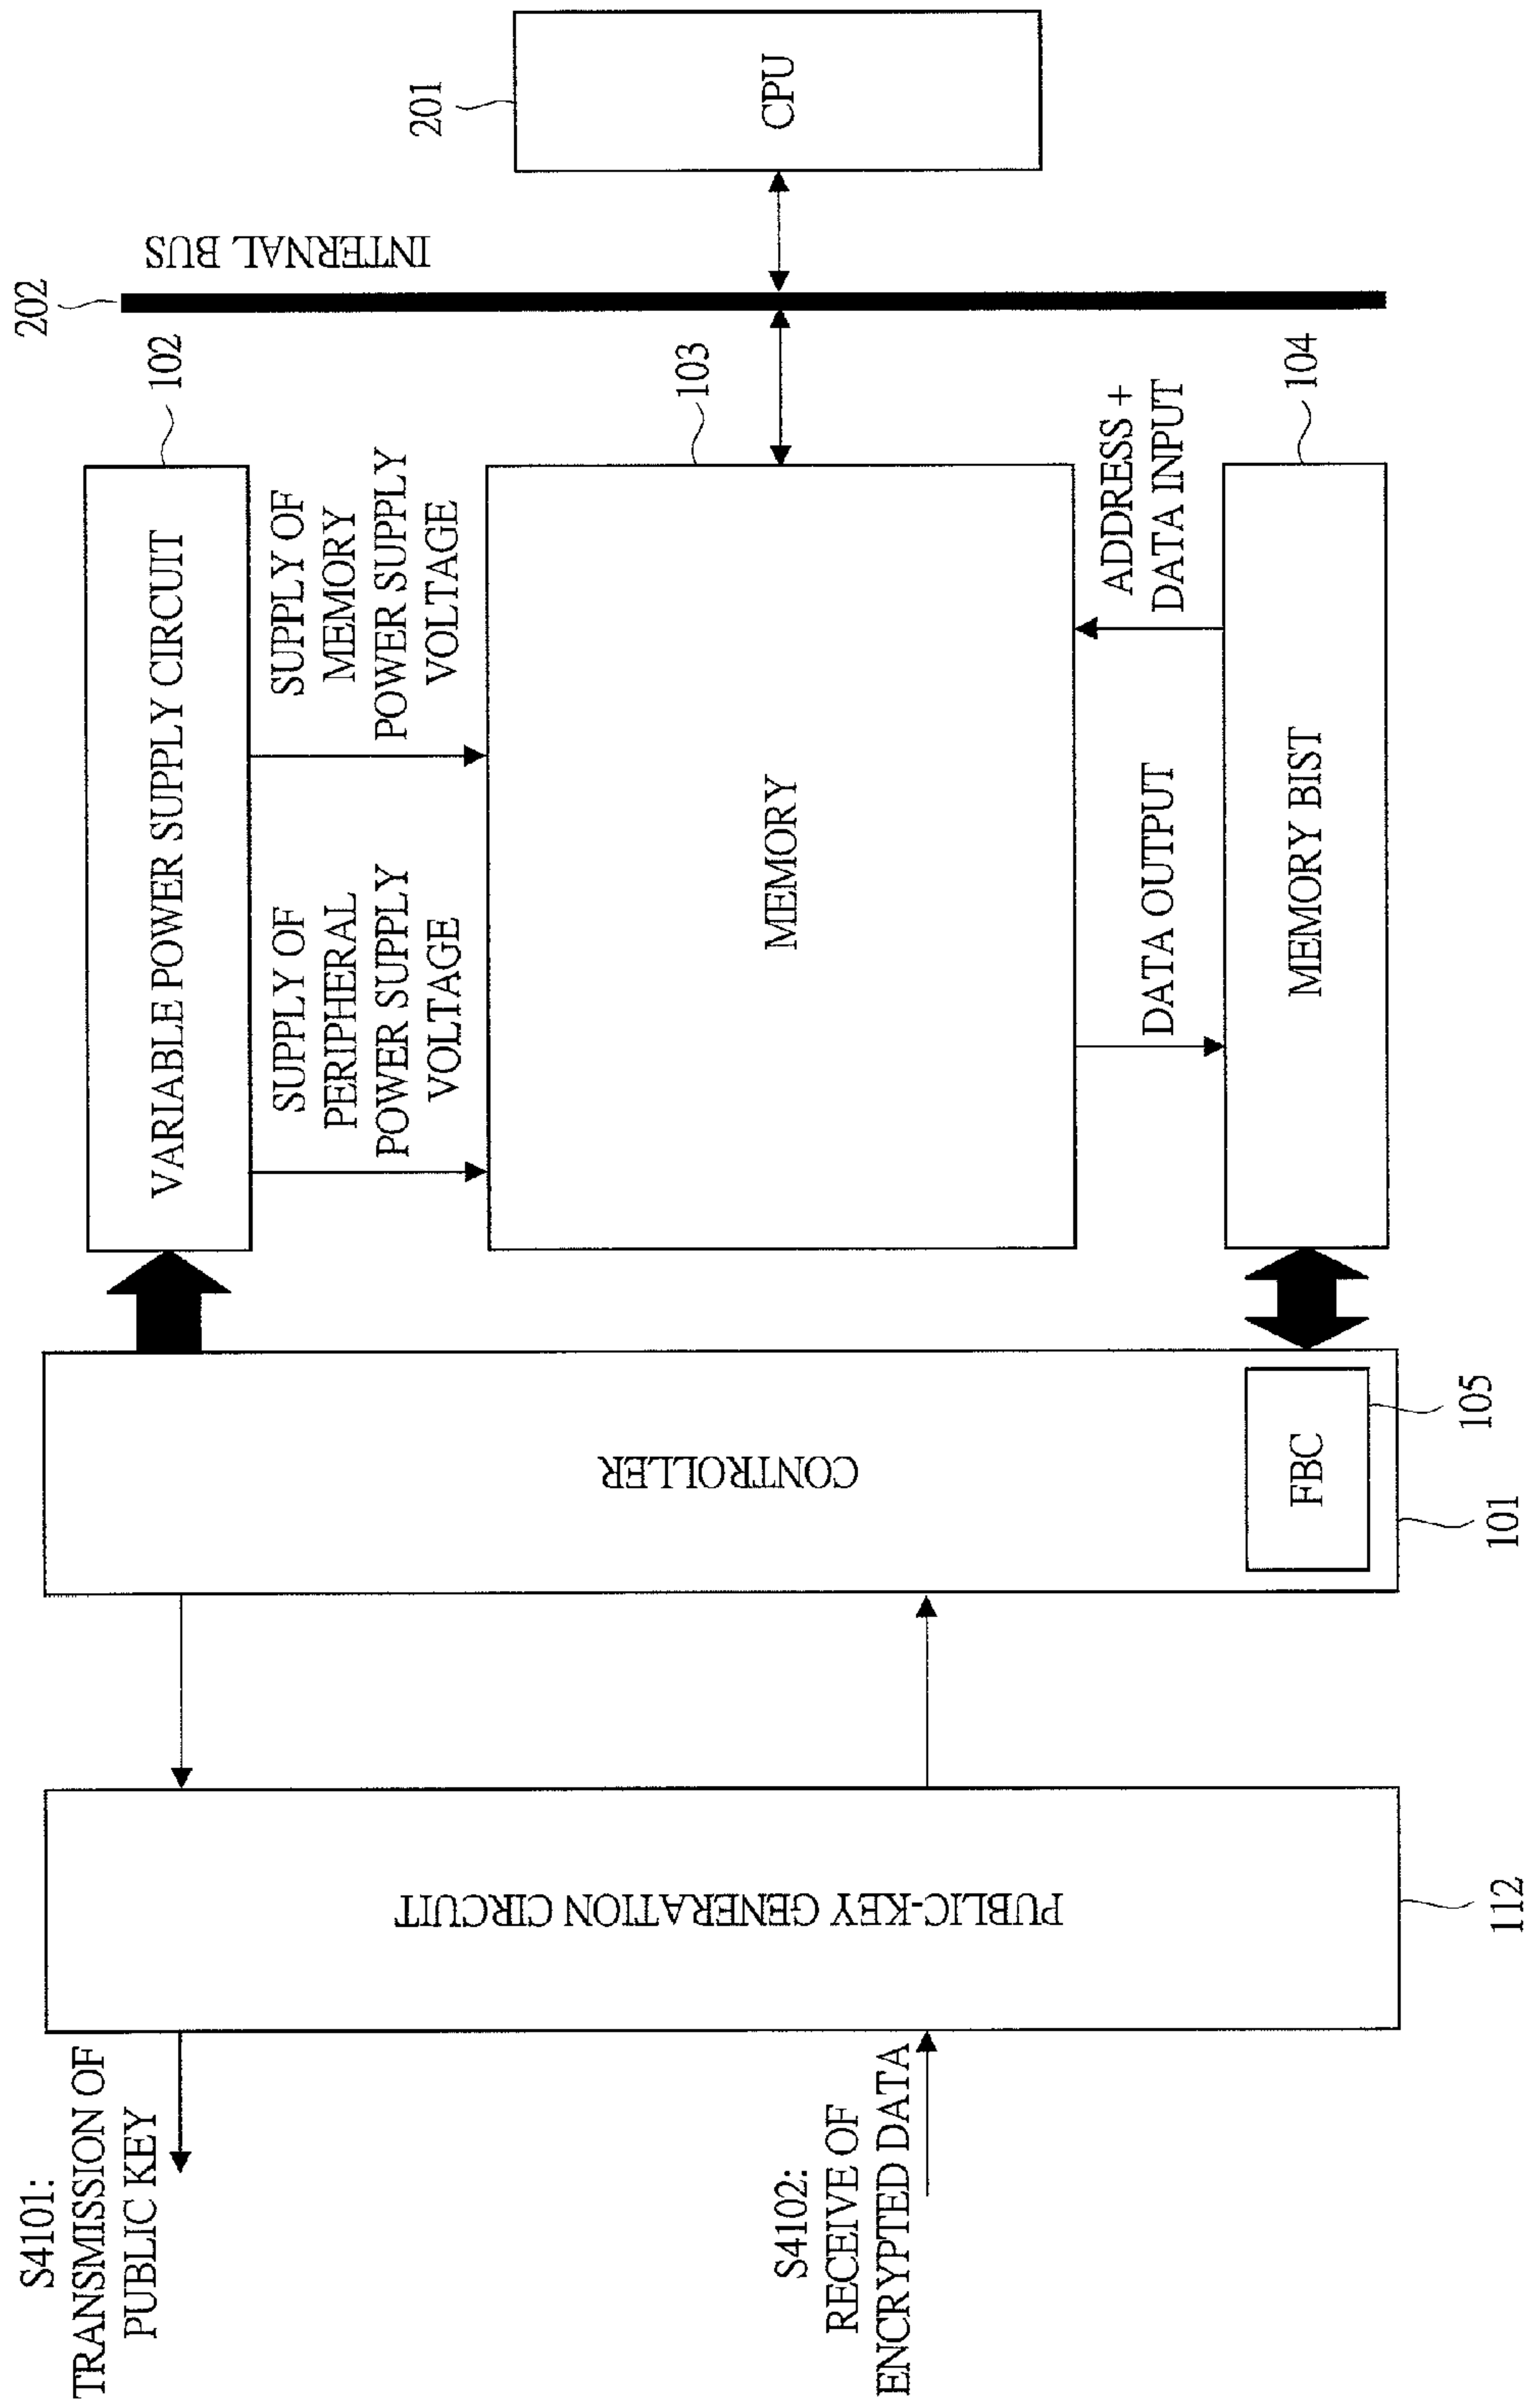 S4101:
TRANSMISSION OF
PUBLIC KEY
S4102:
RECEIVE OF
ENCRYPTED DATA
PUBLIC-KEY GENERATION CIRCUIT
112
CONTROLLER
FBC
105
101
VARIABLE POWER SUPPLY CIRCUIT
102
SUPPLY OF
PERIPHERAL
POWER SUPPLY
VOLTAGE
SUPPLY OF
MEMORY
POWER SUPPLY
VOLTAGE
MEMORY
103
DATA OUTPUT
ADDRESS +
DATA INPUT
MEMORY BIST
104
202
INTERNAL BUS
201
CPU